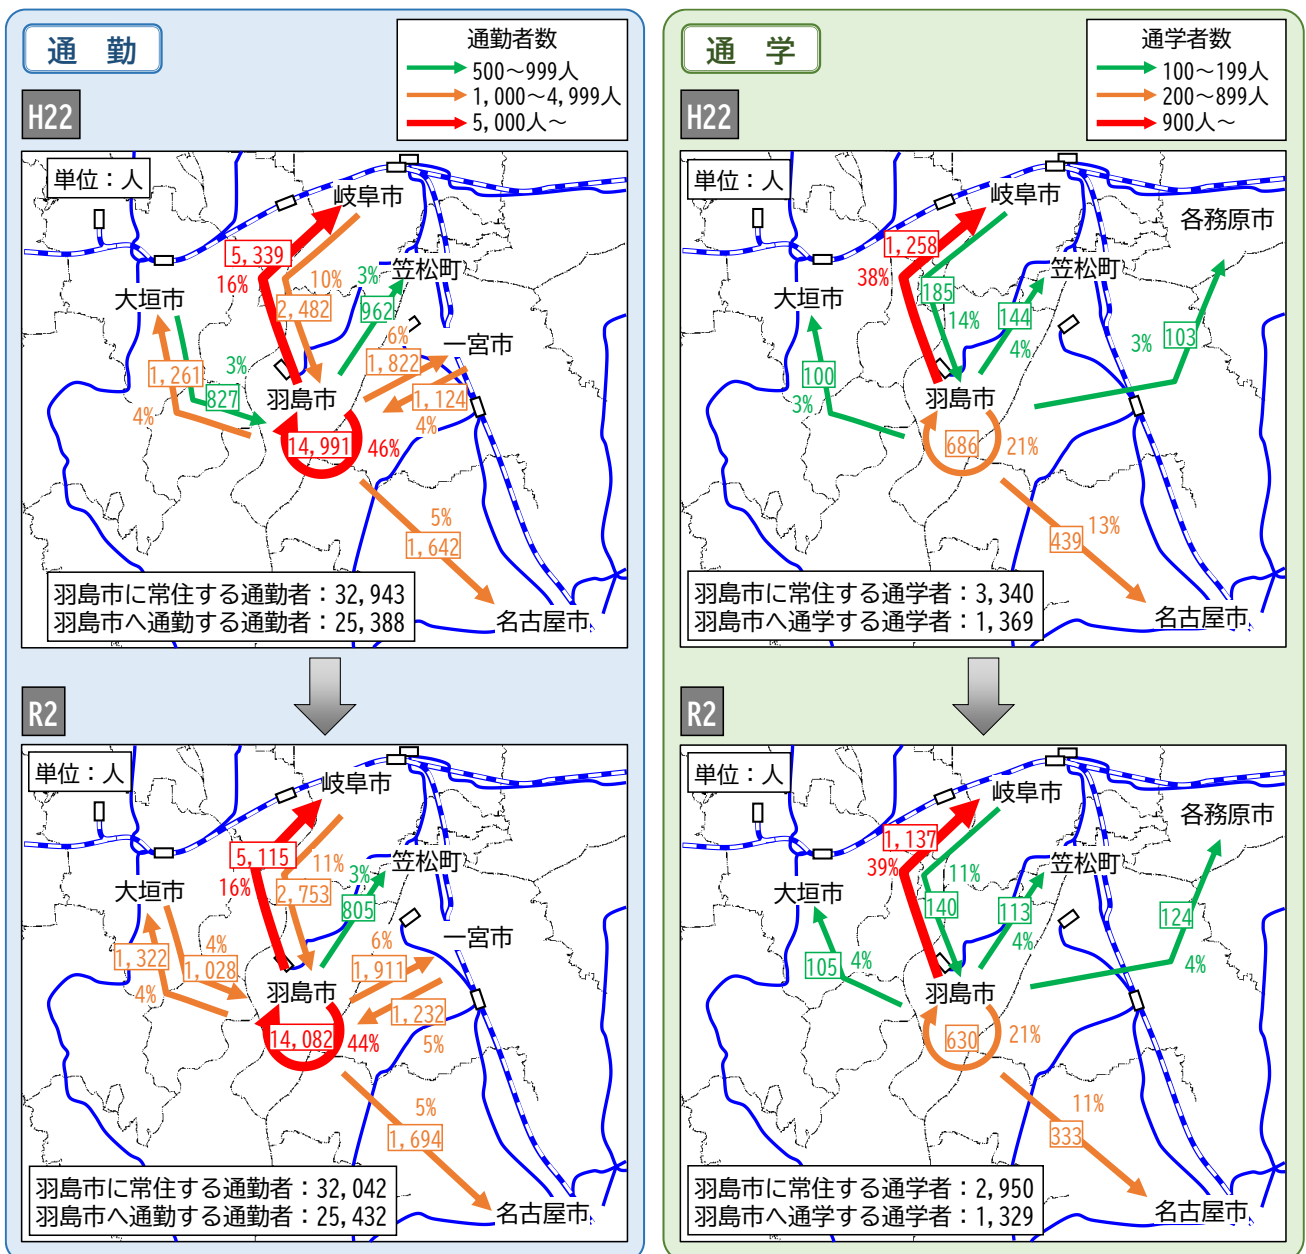 通 勤
通勤者数
500～999人
1,000～4,999人
5,000人～
H22
単位：人
岐阜市
5,339
16%
10%
2,482
3%
笠松町
962
大垣市
6%
一宮市
1,822
1,261
3%
827
羽島市
1,124
4%
4%
14,991
46%
5%
1,642
羽島市に常住する通勤者：32,943
羽島市へ通勤する通勤者：25,388
名古屋市
R2
単位：人
岐阜市
5,115
11%
16%
3%
笠松町
2,753
大垣市
805
一宮市
4%
6%
1,322
1,028
1,911
4%
羽島市
1,232
14,082
44%
5%
5%
1,694
羽島市に常住する通勤者：32,042
羽島市へ通勤する通勤者：25,432
名古屋市
通 学
通学者数
100～199人
200～899人
900人～
H22
単位：人
岐阜市
各務原市
1,258
38%
笠松町
185
大垣市
14%
144
4%
3%
103
100
3%
羽島市
686
21%
13%
439
羽島市に常住する通学者：3,340
羽島市へ通学する通学者：1,369
名古屋市
R2
単位：人
岐阜市
各務原市
1,137
39%
11%
笠松町
大垣市
140
113
124
4%
4%
105
4%
羽島市
630
21%
11%
333
羽島市に常住する通学者：2,950
羽島市へ通学する通学者：1,329
名古屋市